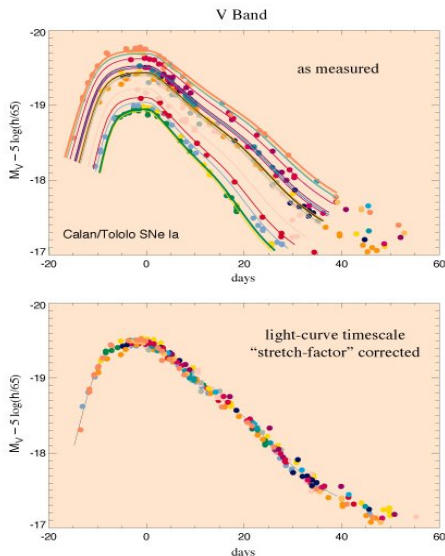 V Band
-20
as measured
-19
M_V – 5 log(h/65)
-18
Calan/Tololo SNe Ia
-17
-20 0 20 40 60
days
-20
light-curve timescale
“stretch-factor” corrected
-19
M_V – 5 log(h/65)
-18
-17
-20 0 20 40 60
days